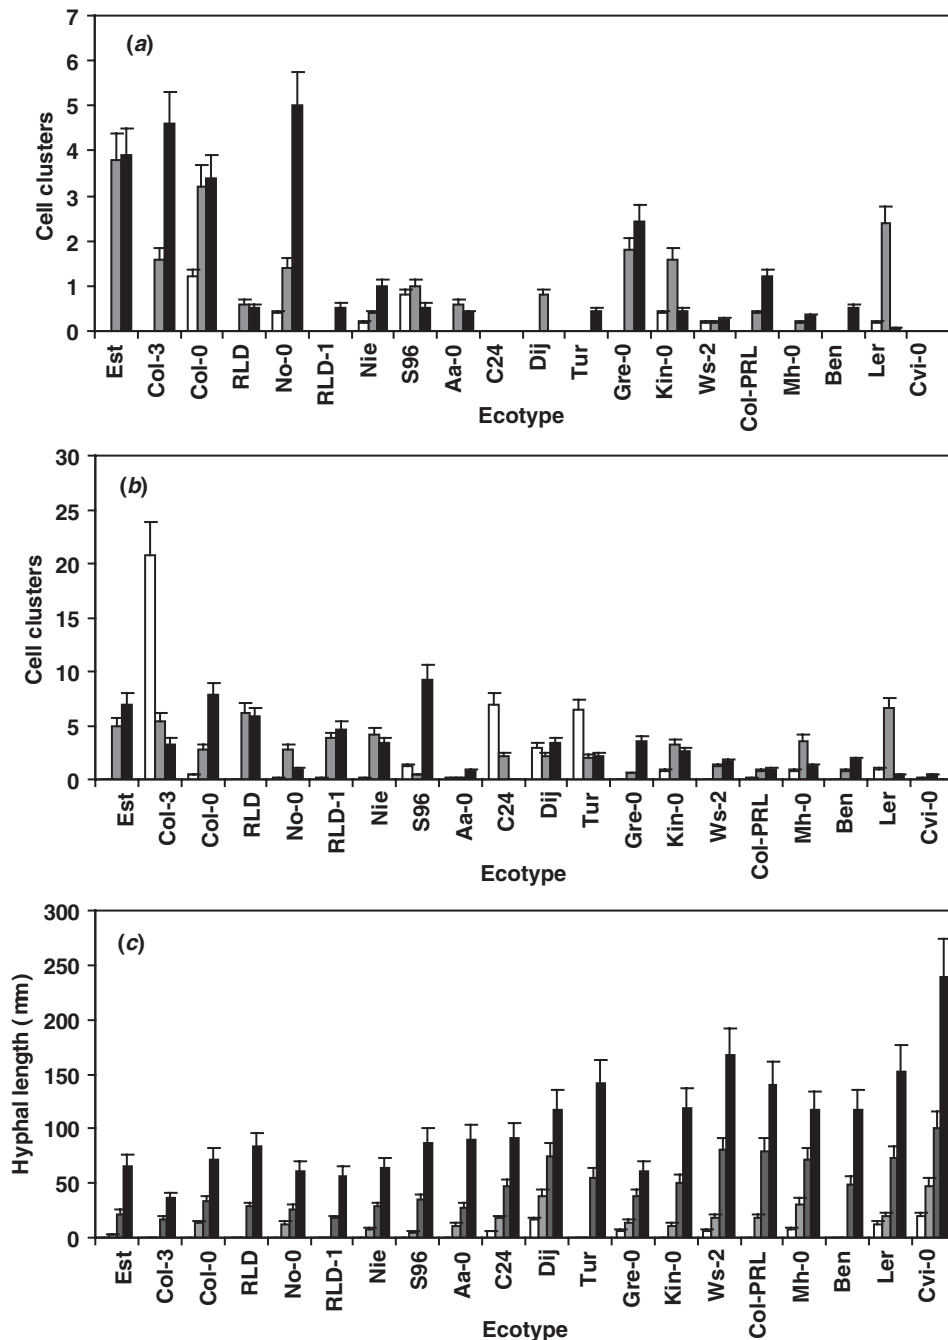 7
(a)
6
5
4
3
2
1
0
Cell clusters
Est
Col-3
Col-0
RLD
No-0
RLD-1
Nie
S96
Aa-0
C24
Dij
Tur
Gre-0
Kin-0
Ws-2
Col-PRL
Mh-0
Ben
Ler
Cvi-0
Ecotype
30
(b)
25
20
15
10
5
0
Cell clusters
Est
Col-3
Col-0
RLD
No-0
RLD-1
Nie
S96
Aa-0
C24
Dij
Tur
Gre-0
Kin-0
Ws-2
Col-PRL
Mh-0
Ben
Ler
Cvi-0
Ecotype
300
(c)
250
200
150
100
50
0
Hyphal length (mm)
Est
Col-3
Col-0
RLD
No-0
RLD-1
Nie
S96
Aa-0
C24
Dij
Tur
Gre-0
Kin-0
Ws-2
Col-PRL
Mh-0
Ben
Ler
Cvi-0
Ecotype